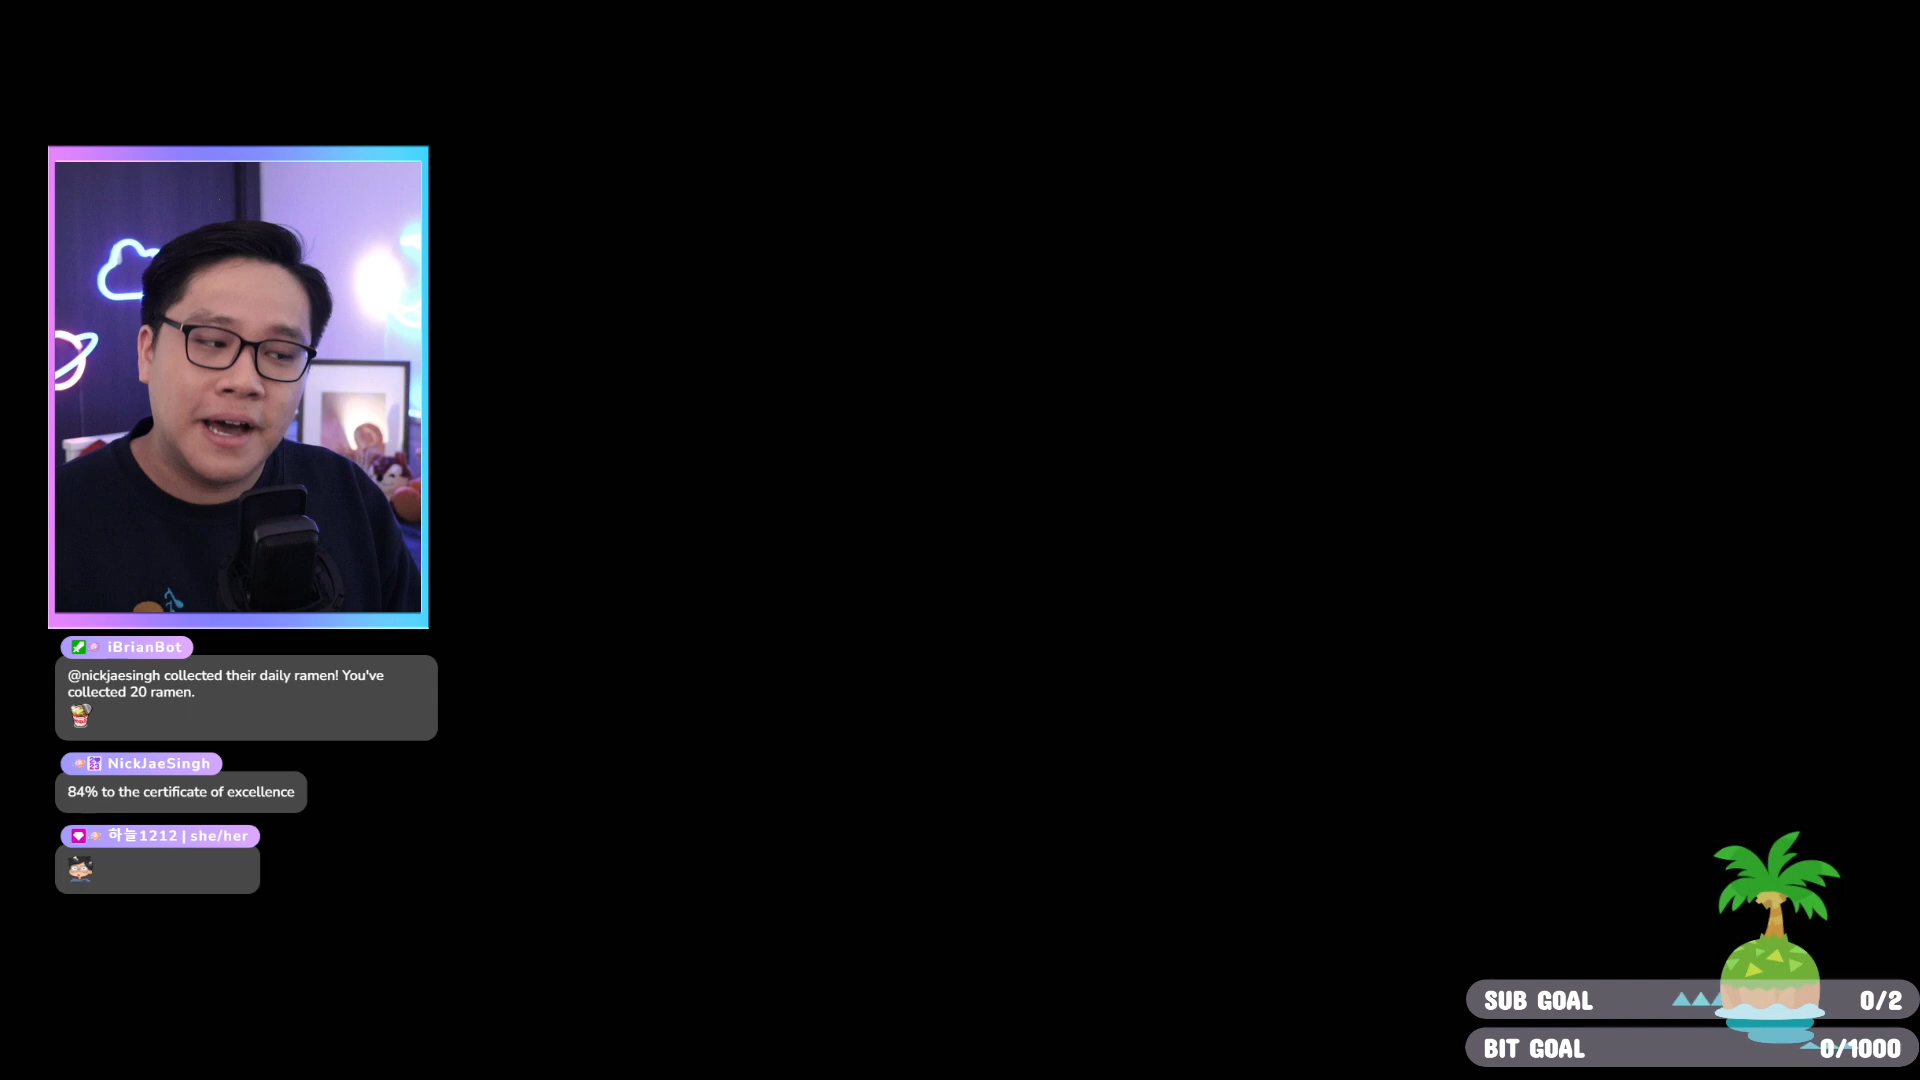 iBrianBot
@nickjaesingh collected their daily ramen! You've
collected 20 ramen.
NickJaeSingh
84% to the certificate of excellence
하늘1212 | she/her
SUB GOAL 0/2
BIT GOAL 0/1000